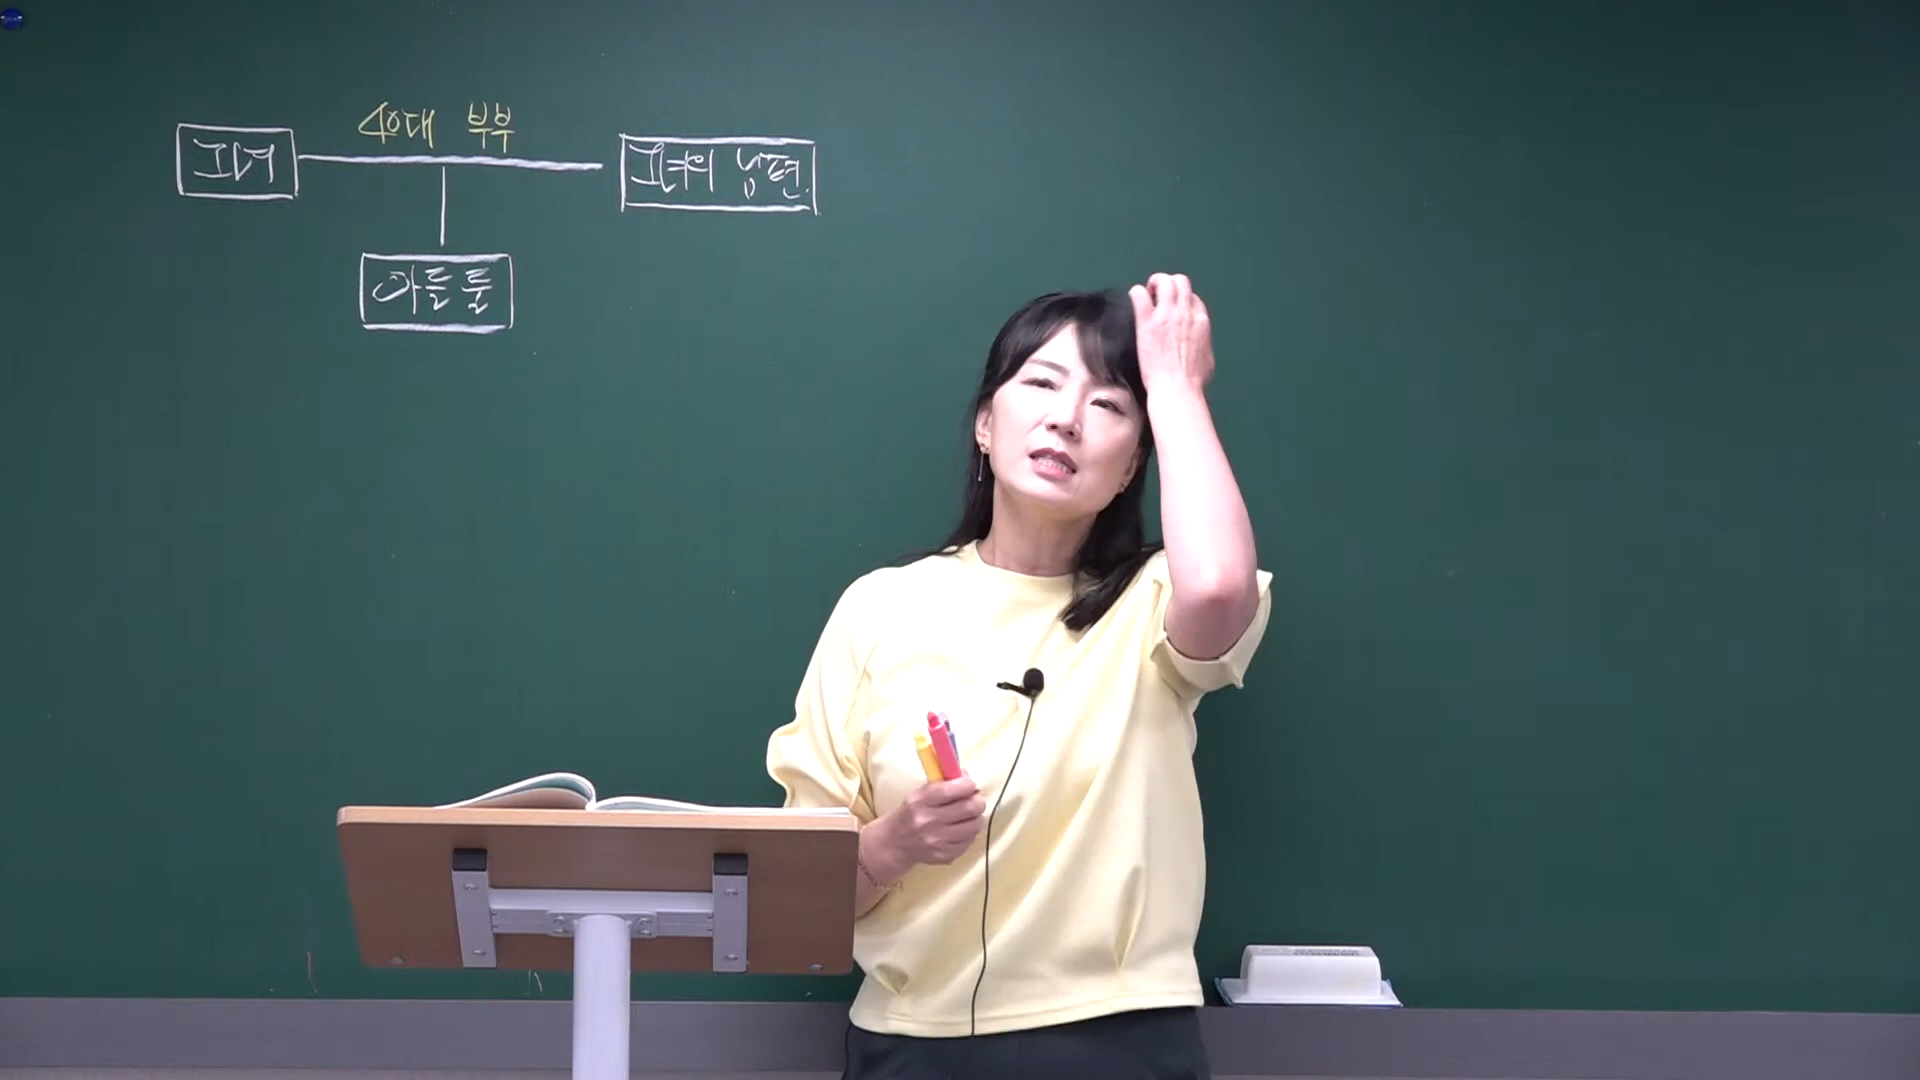 40대 부부
그녀
그녀의 남편.
아들 둘